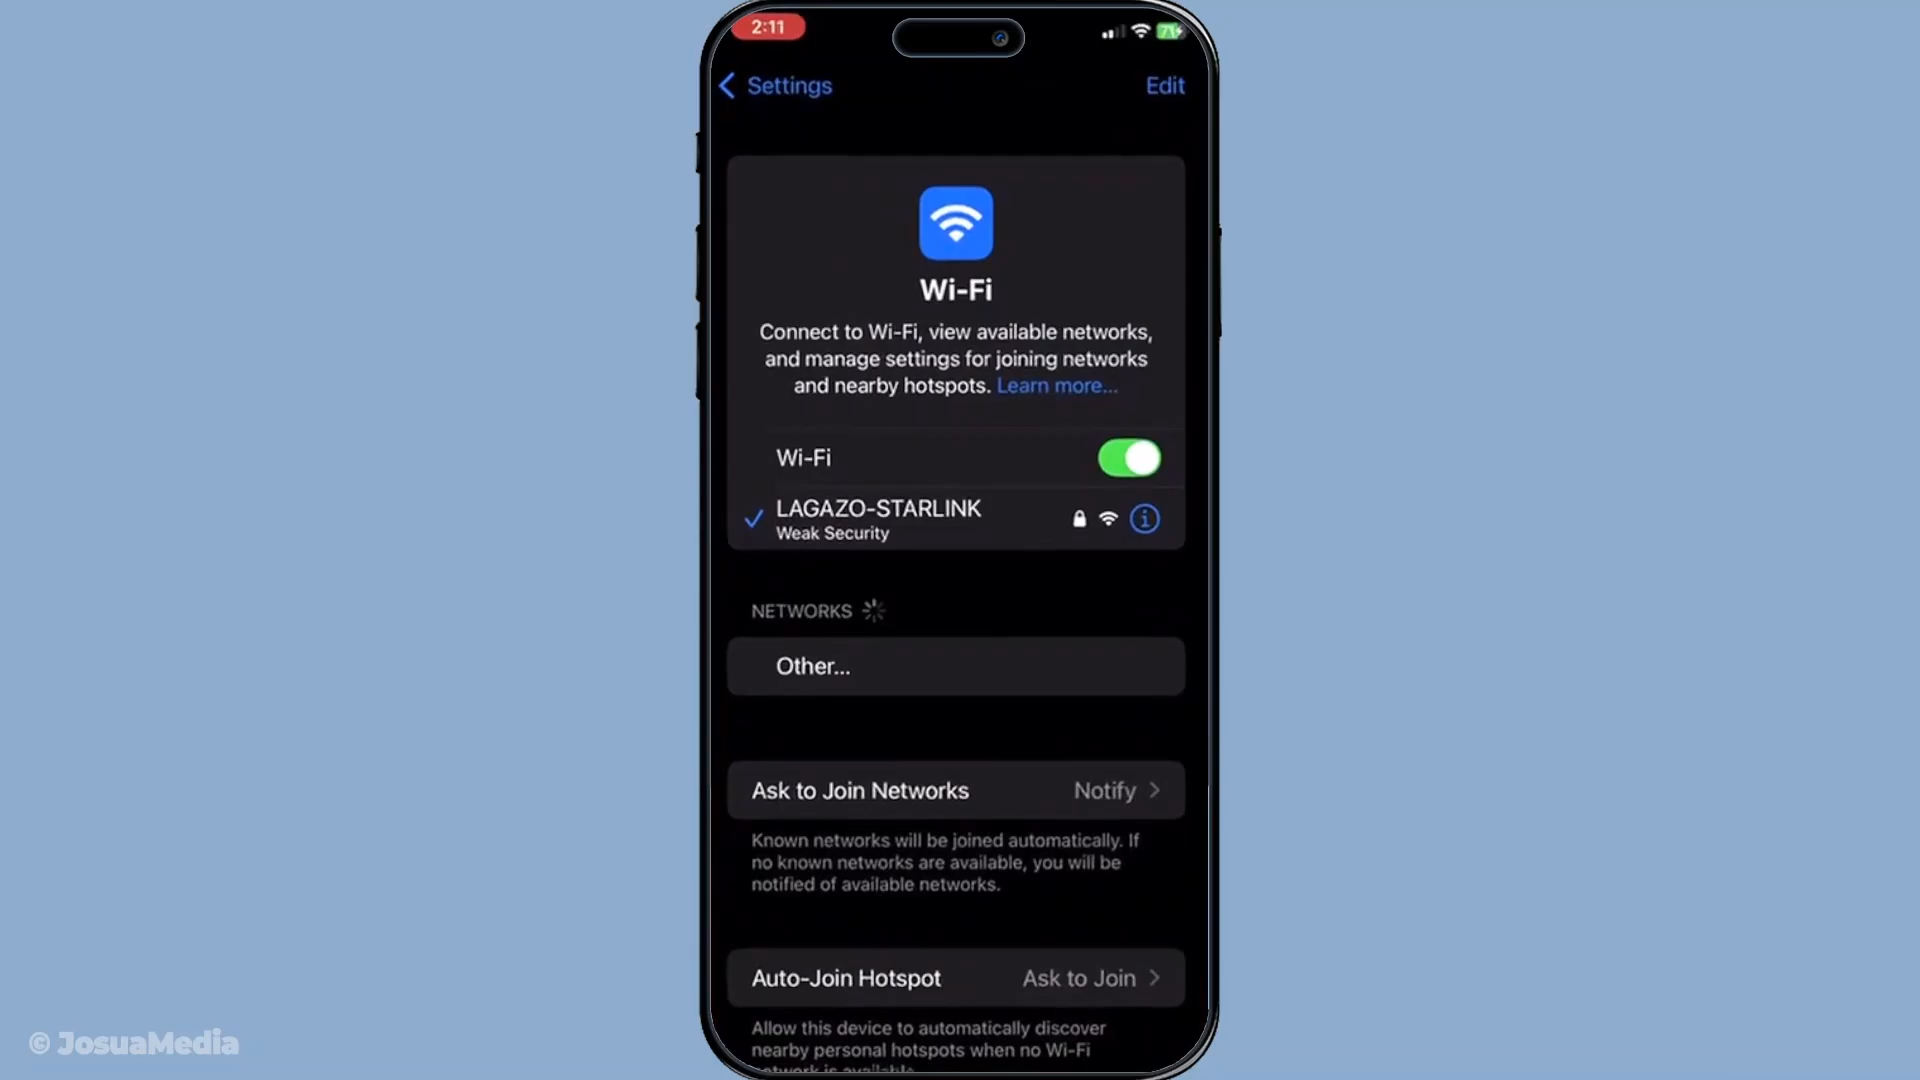 2:11
71
Settings
Edit
Wi-Fi
Connect to Wi-Fi, view available networks,
and manage settings for joining networks
and nearby hotspots. Learn more...
Wi-Fi
LAGAZO-STARLINK
Weak Security
NETWORKS
Other...
Ask to Join Networks Notify
Known networks will be joined automatically. If
no known networks are available, you will be
notified of available networks.
Auto-Join Hotspot Ask to Join
Allow this device to automatically discover
nearby personal hotspots when no Wi-Fi
network is available.
© JosuaMedia